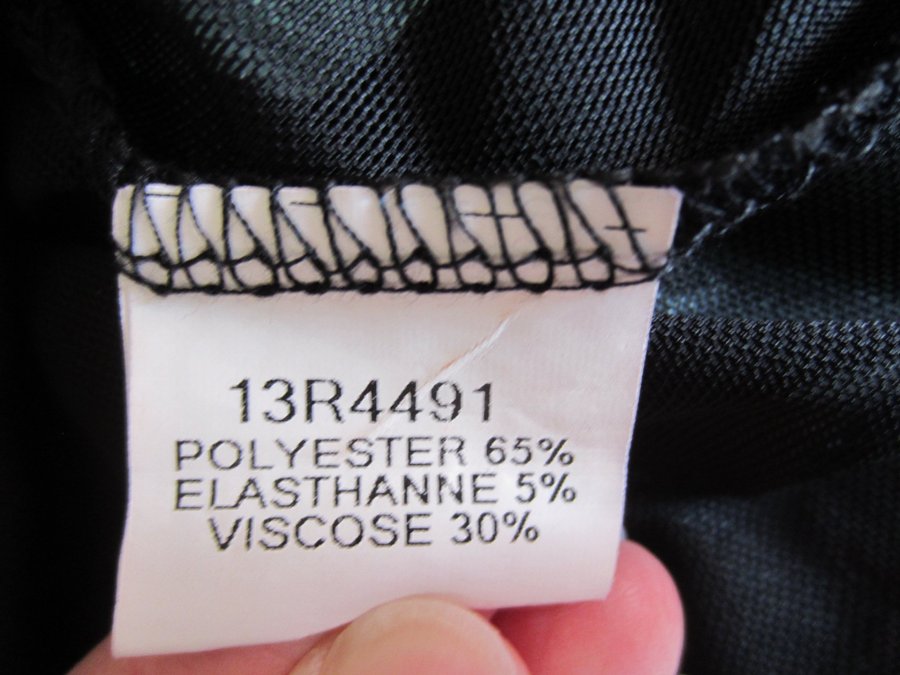 13R4491
POLYESTER 65%
ELASTHANNE 5%
VISCOSE 30%